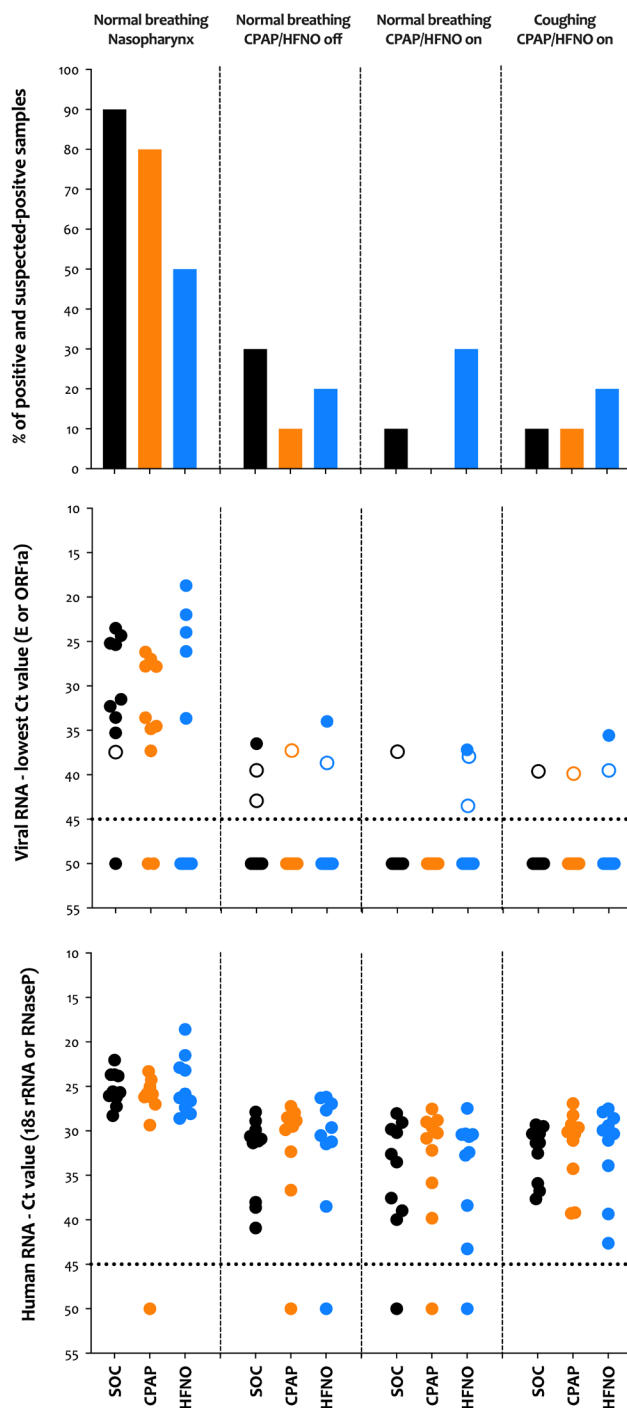 Normal breathing
Nasopharynx
Normal breathing
CPAP/HFNO off
Normal breathing
CPAP/HFNO on
Coughing
CPAP/HFNO on
% of positive and suspected-positve samples
100
90
80
70
60
50
40
30
20
10
0
Viral RNA - lowest Ct value (E or ORF1a)
10
15
20
25
30
35
40
45
50
55
Human RNA - Ct value (18s rRNA or RNaseP)
10
15
20
25
30
35
40
45
50
55
SOC
CPAP
HFNO
SOC
CPAP
HFNO
SOC
CPAP
HFNO
SOC
CPAP
HFNO